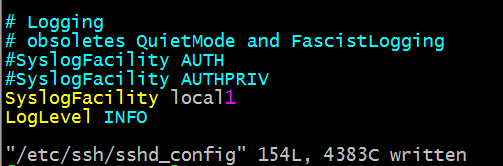 # Logging
# obsoletes QuietMode and FascistLogging
#SyslogFacility AUTH
#SyslogFacility AUTHPRIV
SyslogFacility local1
LogLevel INFO
"/etc/ssh/sshd_config" 154L, 4383C written